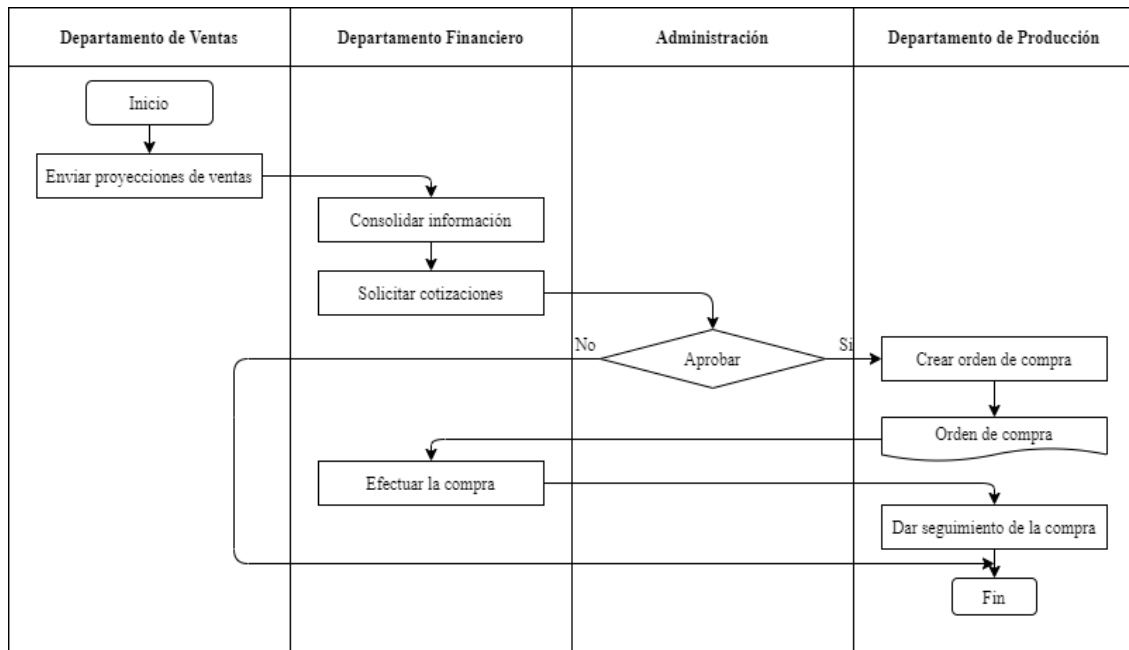 Departamento de Ventas
Departamento Financiero
Administración
Departamento de Producción
Inicio
Enviar proyecciones de ventas
Consolidar información
Solicitar cotizaciones
No
Aprobar
Si
Crear orden de compra
Orden de compra
Efectuar la compra
Dar seguimiento de la compra
Fin